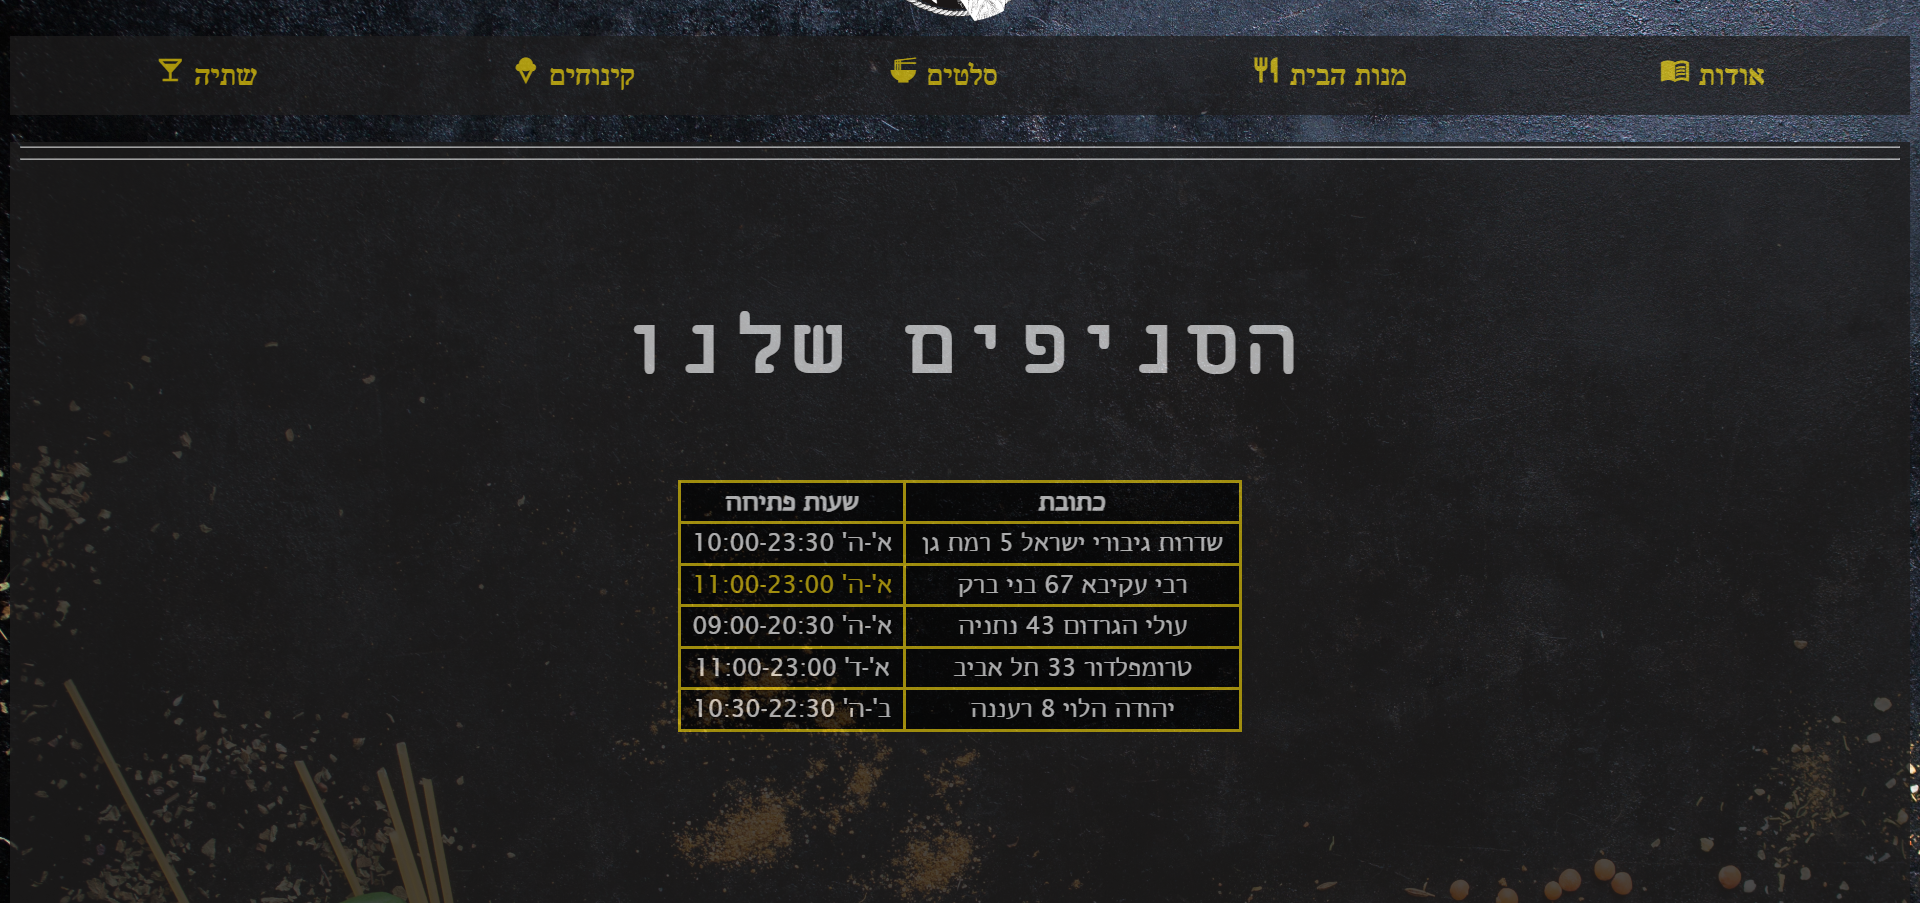 אודות מנות הבית סלטים קינוחים שתיה
הסניפים שלנו
כתובת שעות פתיחה
שדרות גיבורי ישראל 5 רמת גן א'-ה' 10:00-23:30
רבי עקיבא 67 בני ברק א'-ה' 11:00-23:00
עולי הגרדום 43 נתניה א'-ה' 09:00-20:30
טרומפלדור 33 תל אביב א'-ד' 11:00-23:00
יהודה הלוי 8 רעננה ב'-ה' 10:30-22:30